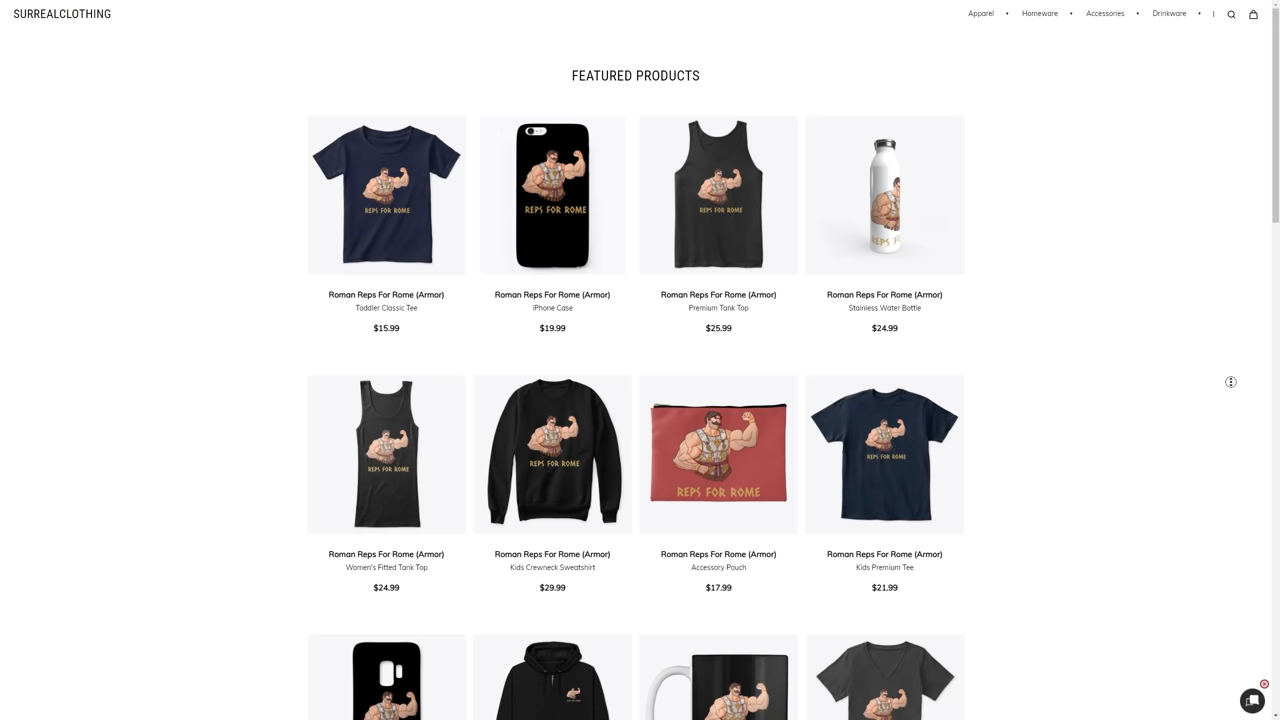 SURREALCLOTHING
Apparel
Homeware
Accessories
Drinkware
|
FEATURED PRODUCTS
REPS FOR ROME
REPS FOR ROME
REPS FOR ROME
REPS F
Roman Reps For Rome (Armor)
Toddler Classic Tee
$15.99
Roman Reps For Rome (Armor)
iPhone Case
$19.99
Roman Reps For Rome (Armor)
Premium Tank Top
$25.99
Roman Reps For Rome (Armor)
Stainless Water Bottle
$24.99
REPS FOR ROME
REPS FOR ROME
REPS FOR ROME
REPS FOR ROME
Roman Reps For Rome (Armor)
Women's Fitted Tank Top
$24.99
Roman Reps For Rome (Armor)
Kids Crewneck Sweatshirt
$29.99
Roman Reps For Rome (Armor)
Accessory Pouch
$17.99
Roman Reps For Rome (Armor)
Kids Premium Tee
$21.99